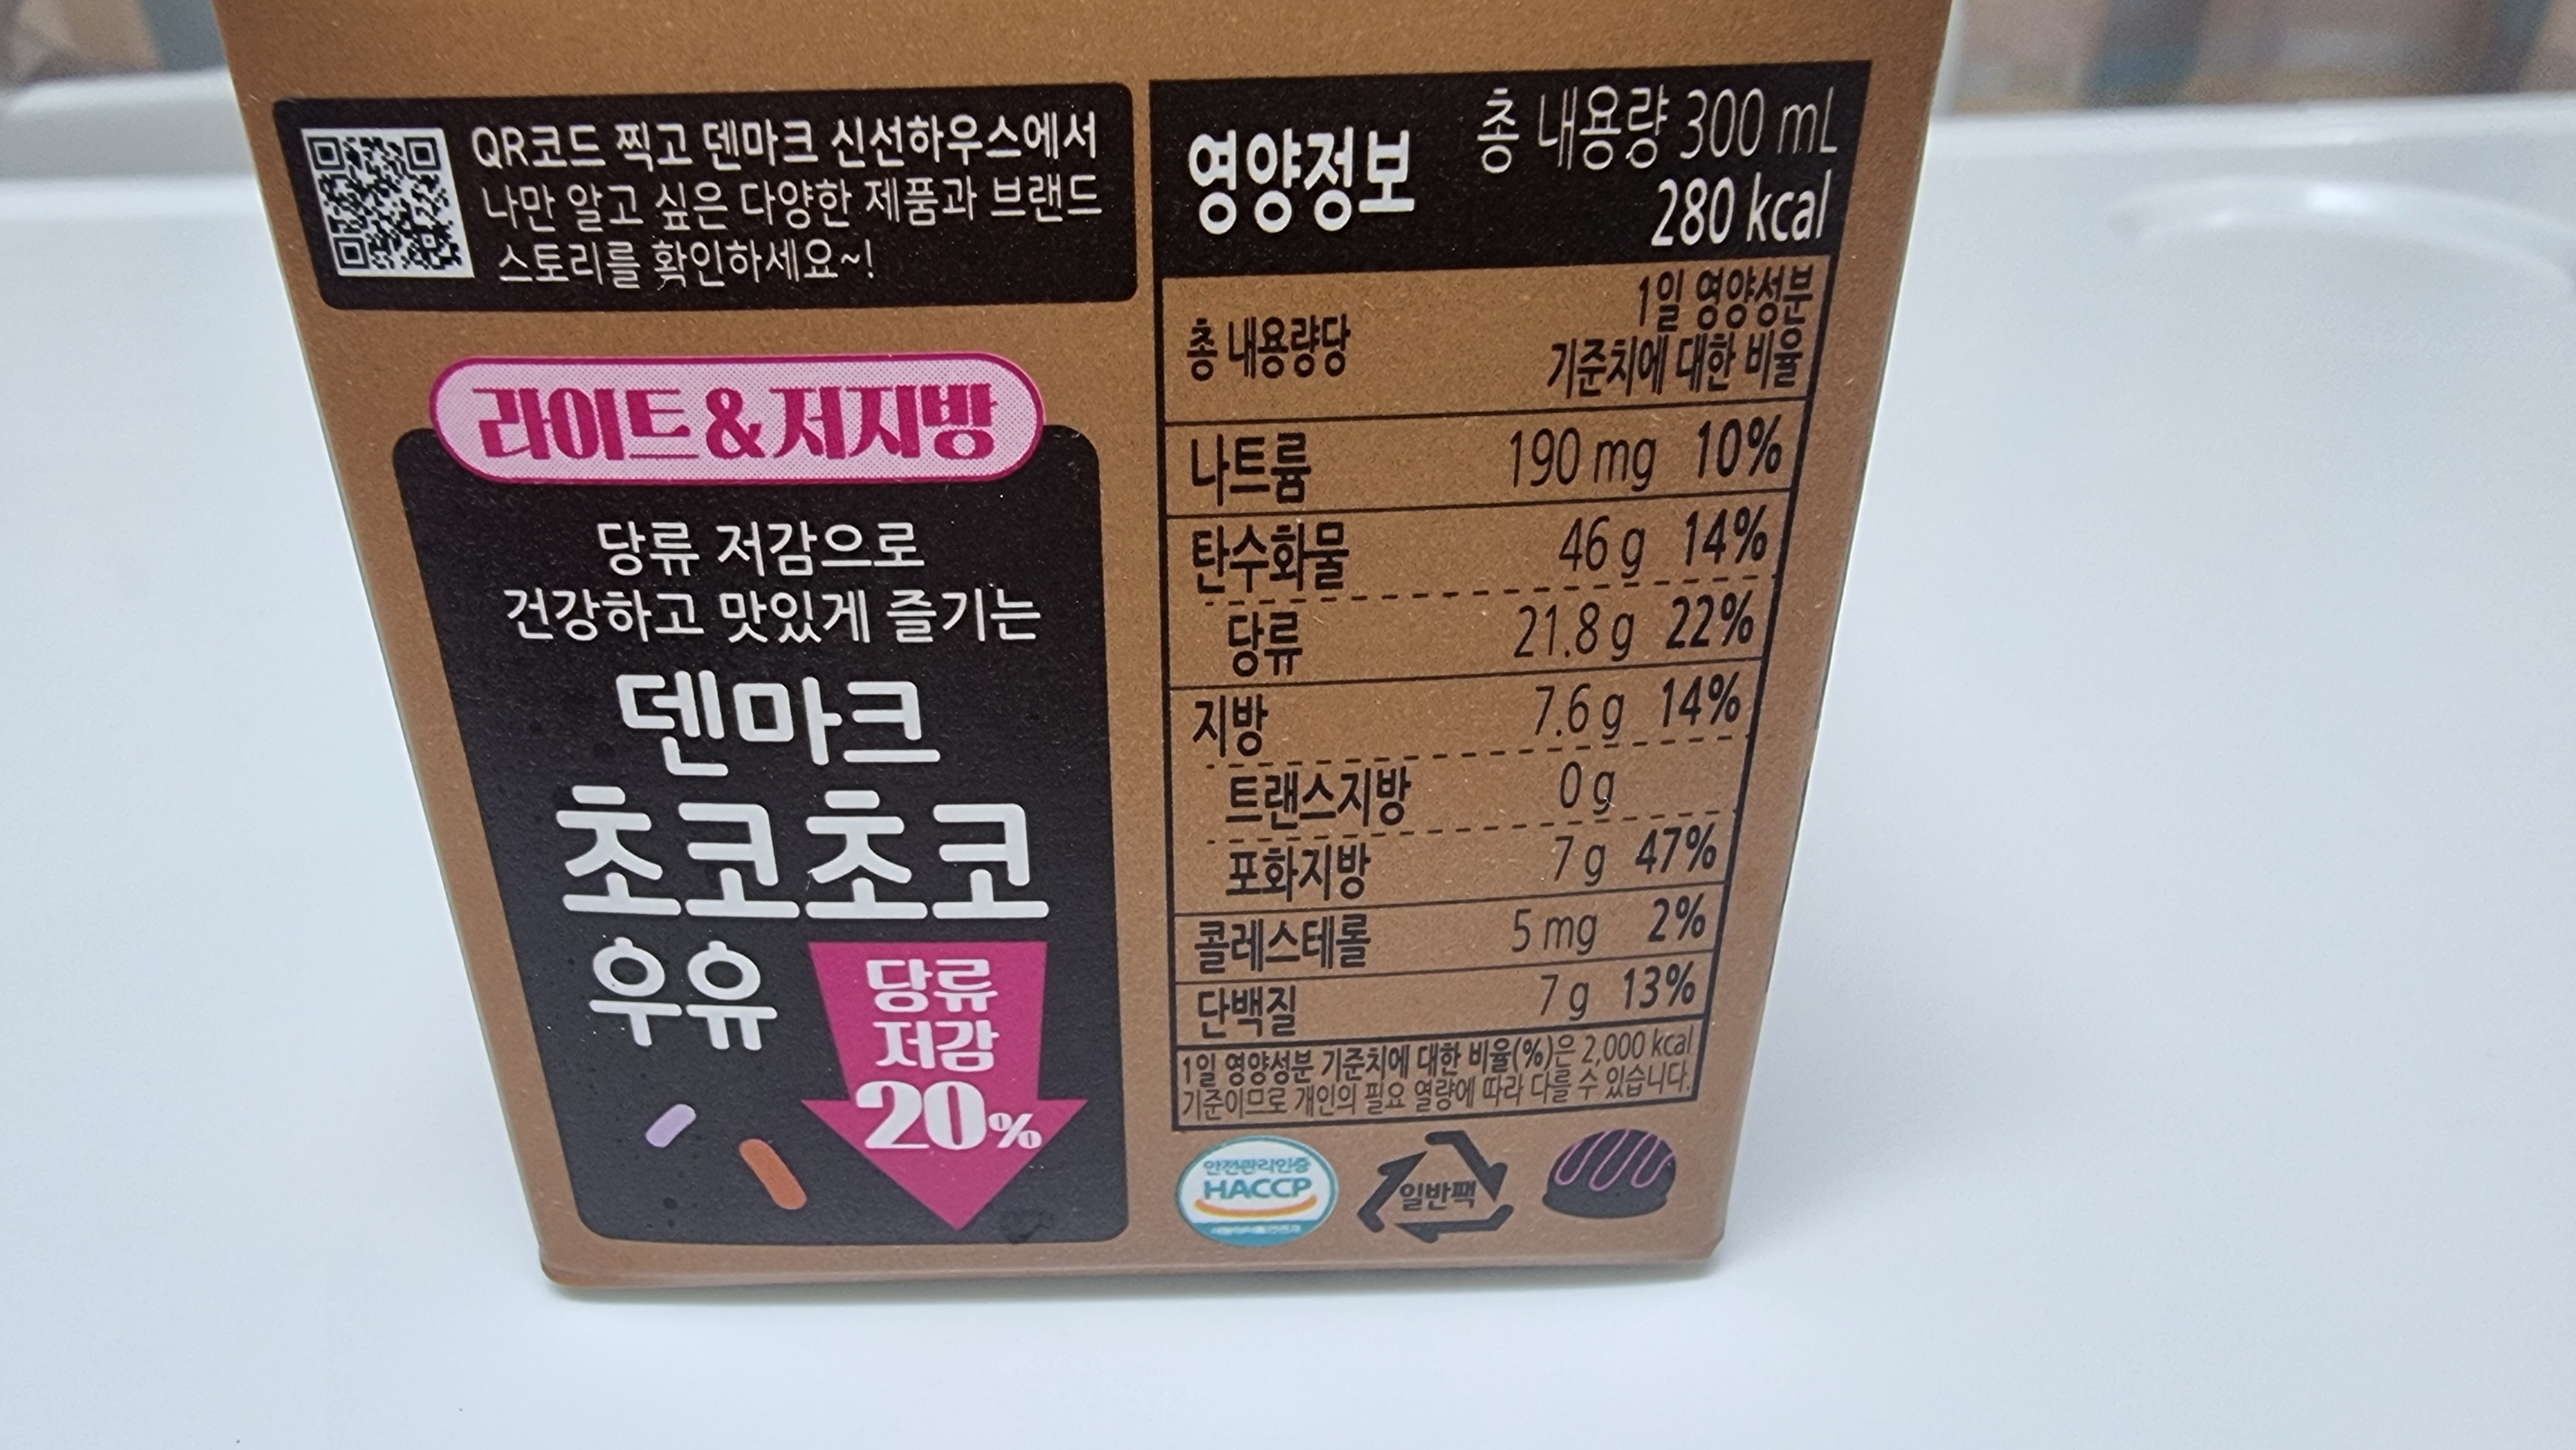 QR코드 찍고 덴마크 신선하우스에서
나만 알고 싶은 다양한 제품과 브랜드
스토리를 확인하세요~!
라이트&저지방
당류 저감으로
건강하고 맛있게 즐기는
덴마크
초코초코
우유
당류
저감
20%
영양정보
총 내용량 300 mL
280 kcal
총 내용량당
1일 영양성분
기준치에 대한 비율
나트륨 190 mg 10%
탄수화물 46 g 14%
당류 21.8 g 22%
지방 7.6 g 14%
트랜스지방 0 g
포화지방 7 g 47%
콜레스테롤 5 mg 2%
단백질 7 g 13%
1일 영양성분 기준치에 대한 비율(%)은 2,000 kcal
기준이므로 개인의 필요 열량에 따라 다를 수 있습니다.
안전관리인증
HACCP
일반팩